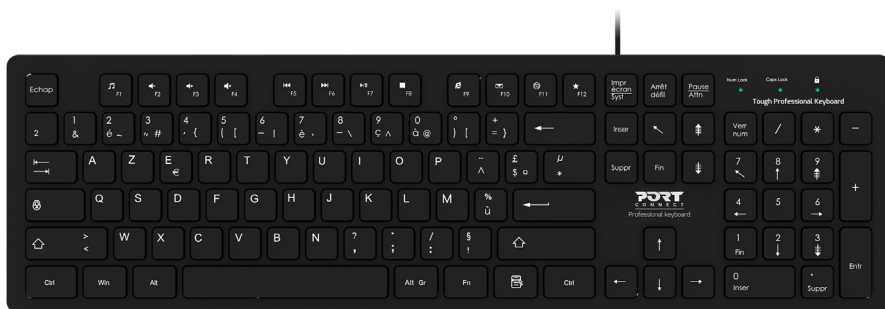 Echap F1 F2 F3 F4 F5 F6 F7 F8 F9 F10 F11 F12 Impr écran Syst Arrêt défil Pause Attn Num Lock Caps Lock
Tough Professional Keyboard
2 1 & 2 é ~ 3 " # 4 ' { 5 ( [ 6 - | 7 è ` 8 _ \ 9 ç ^ 0 à @ ° ) ] + = } Inser Verr num / * -
A Z E € R T Y U I O P ¨ ^ £ $ ¤ µ * Suppr Fin 7 8 9 +
Q S D F G H J K L M % ù PORT CONNECT Professional keyboard 4 5 6
> < W X C V B N ? , . ; / : § ! 1 Fin 2 3 Entr
Ctrl Win Alt Alt Gr Fn Ctrl 0 Inser . Suppr